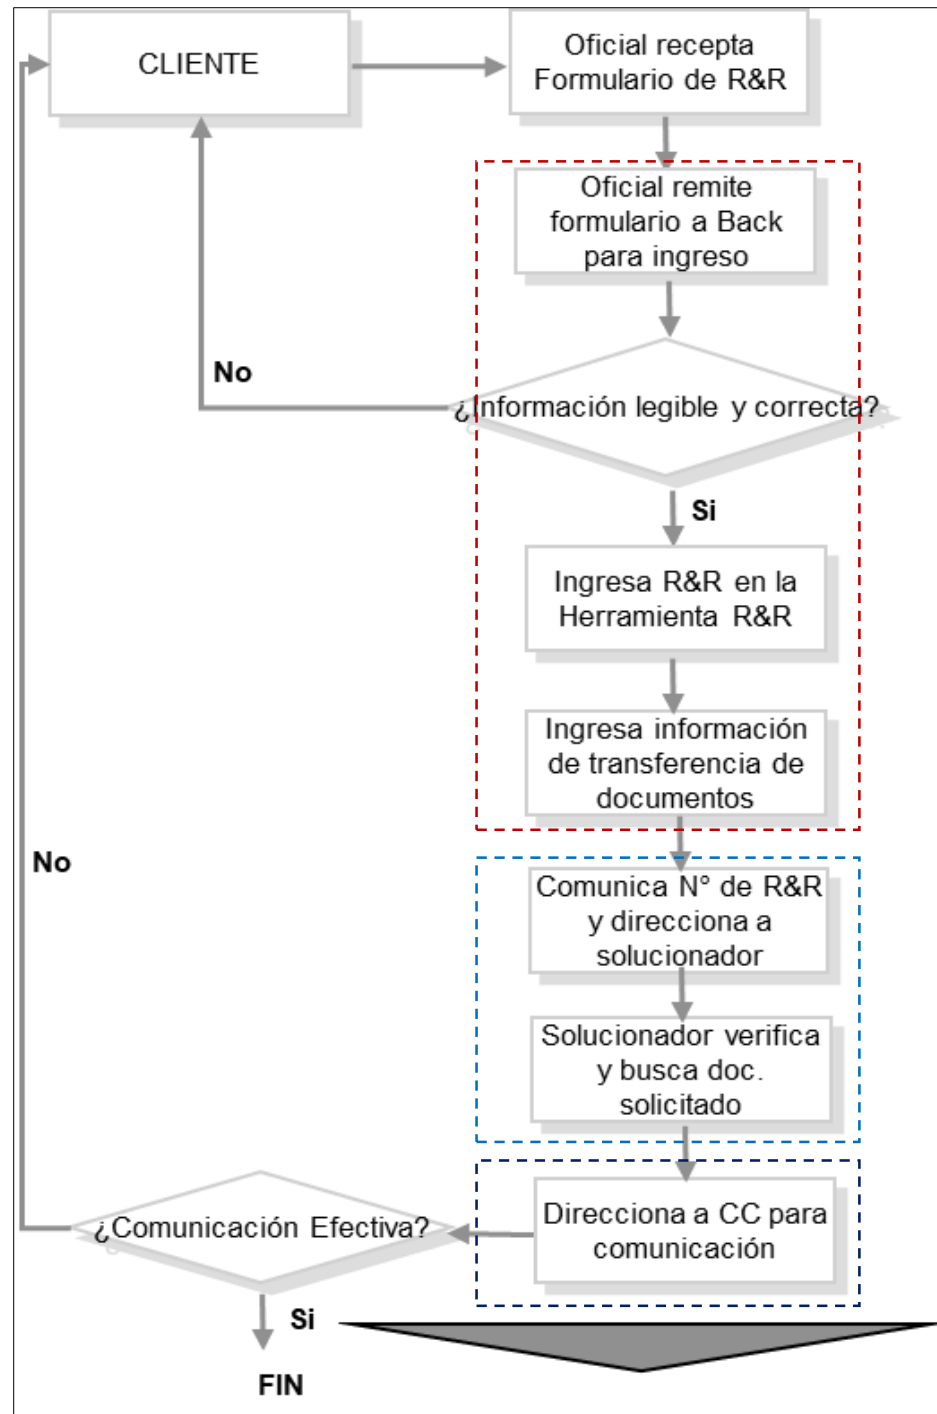 CLIENTE
Oficial recepta
Formulario de R&R
Oficial remite
formulario a Back
para ingreso
No
¿Información legible y correcta?
Si
Ingresa R&R en la
Herramienta R&R
Ingresa información
de transferencia de
documentos
No
Comunica N° de R&R
y direcciona a
solucionador
Solucionador verifica
y busca doc.
solicitado
Direcciona a CC para
comunicación
¿Comunicación Efectiva?
Si
FIN